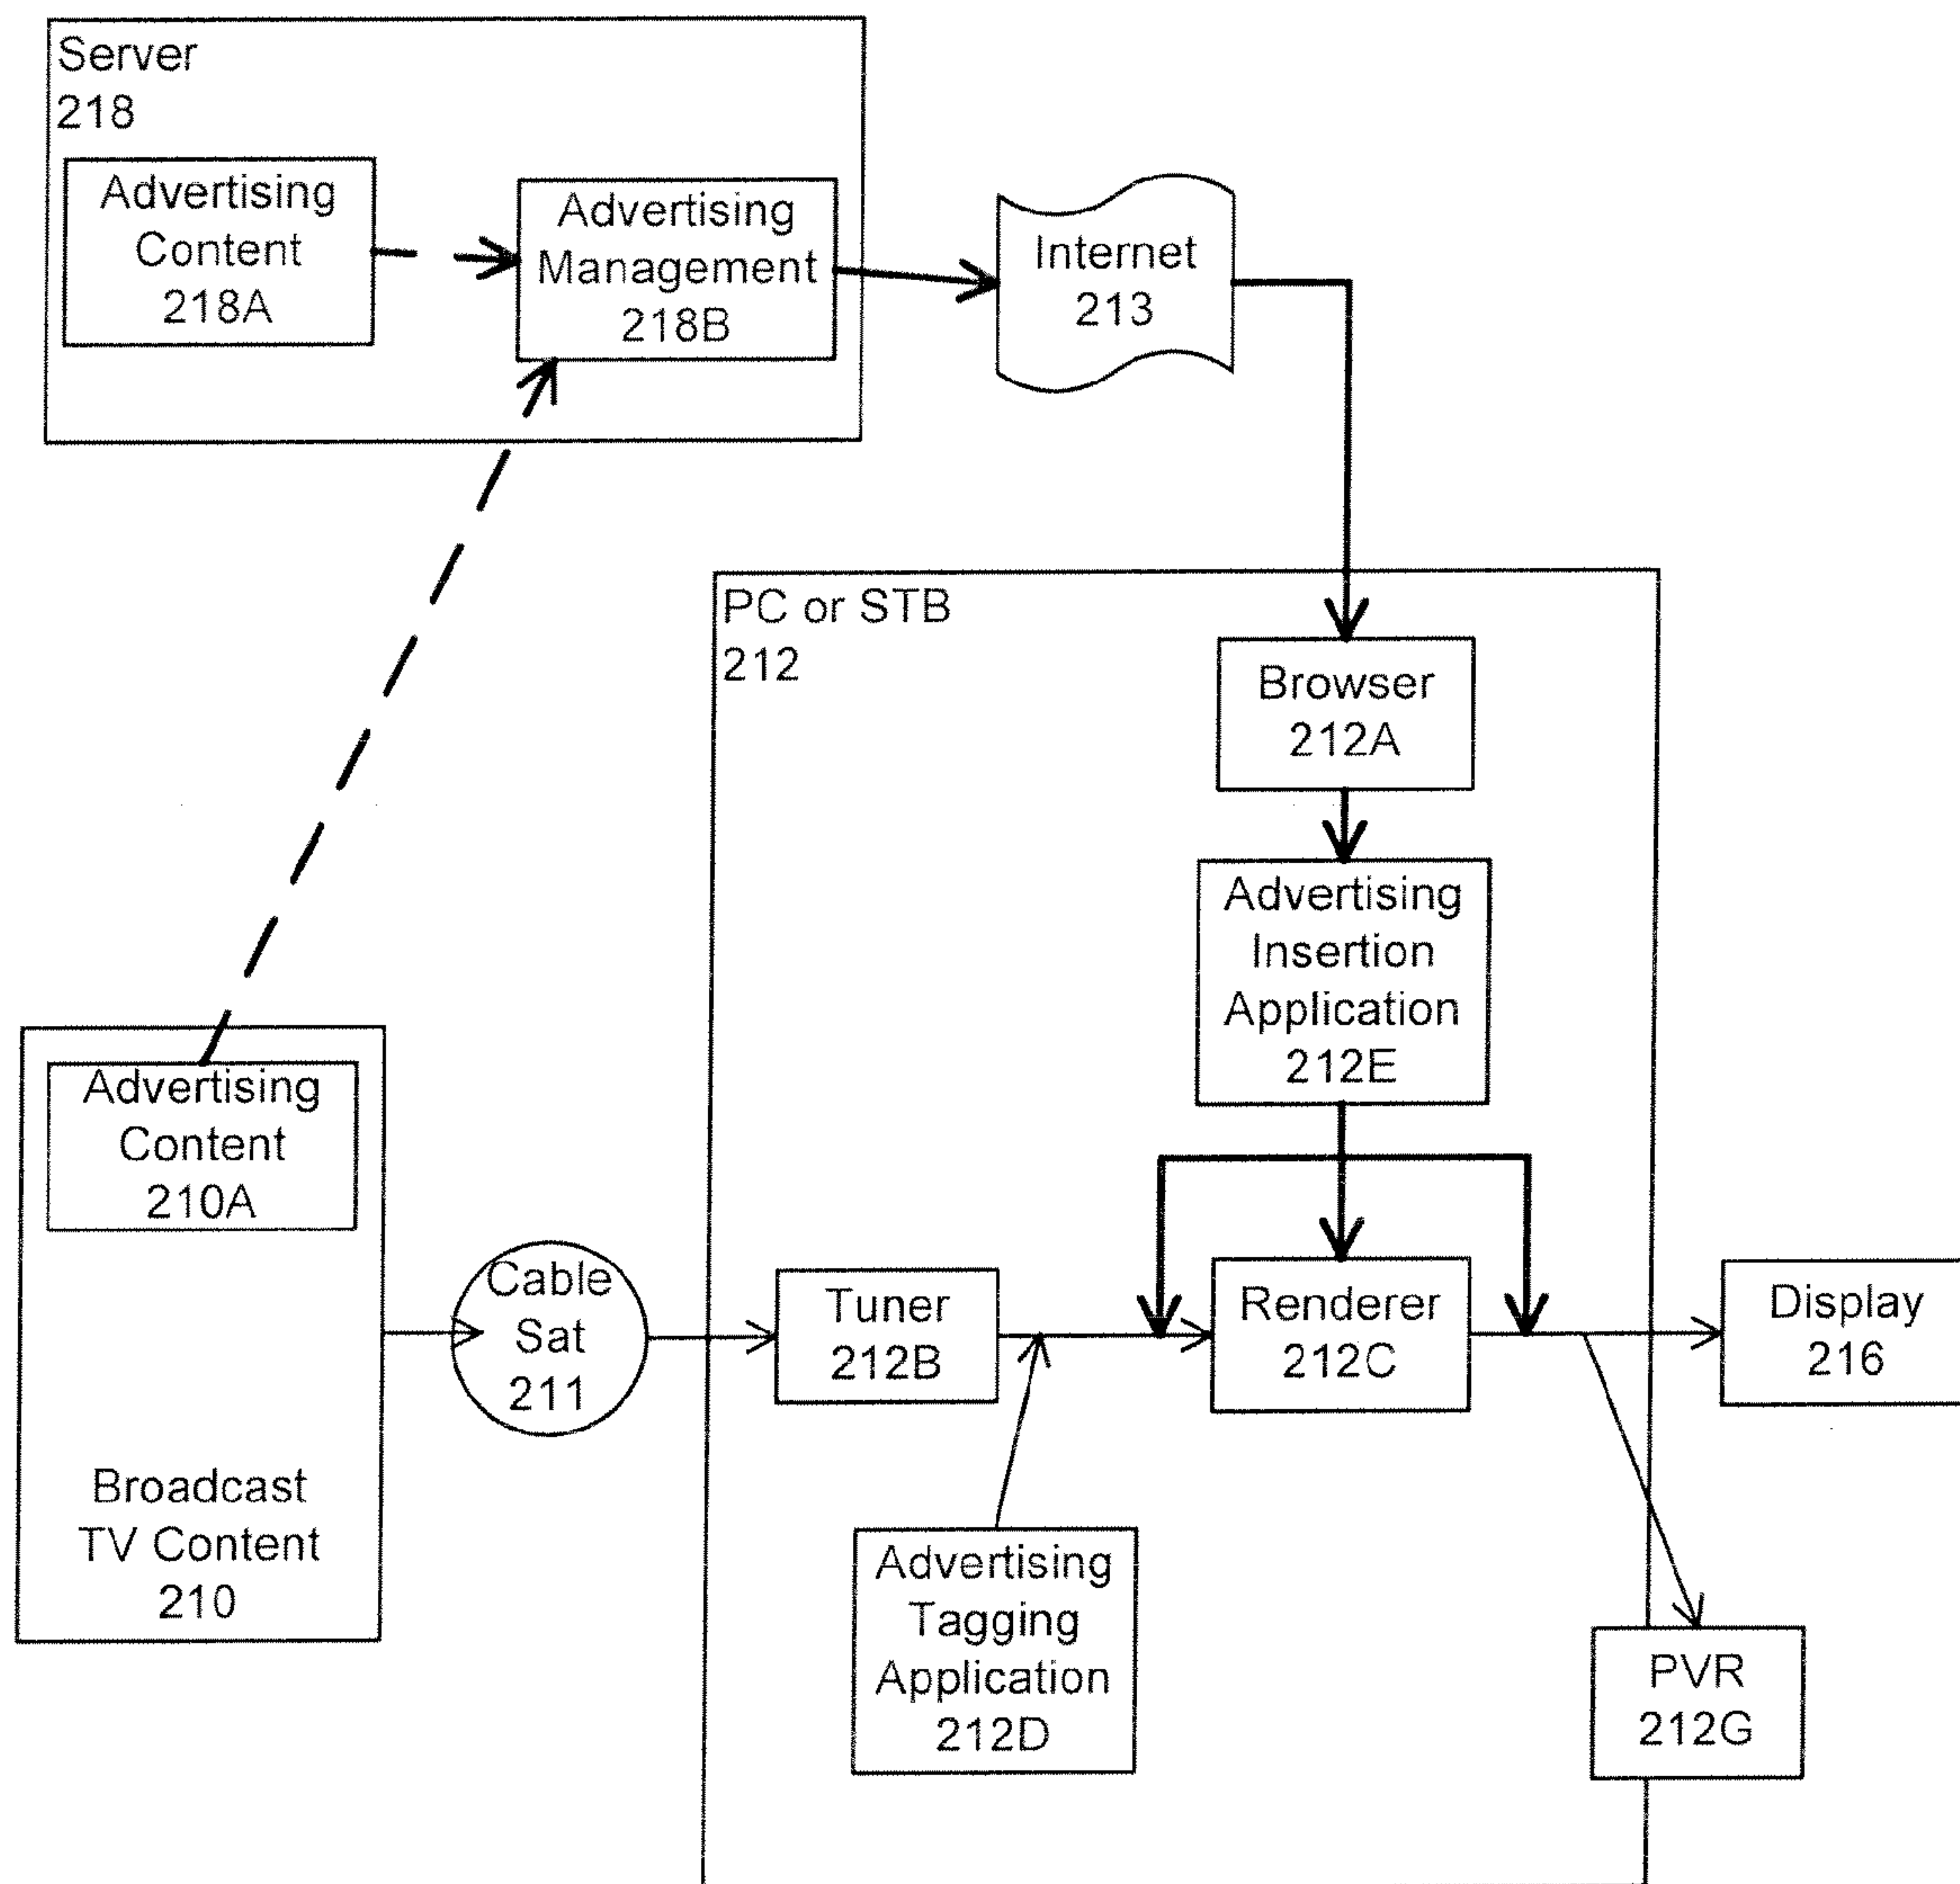 Server
218
Advertising
Content
218A
Advertising
Management
218B
Internet
213
PC or STB
212
Browser
212A
Advertising
Insertion
Application
212E
Advertising
Content
210A
Broadcast
TV Content
210
Cable
Sat
211
Tuner
212B
Renderer
212C
Display
216
Advertising
Tagging
Application
212D
PVR
212G